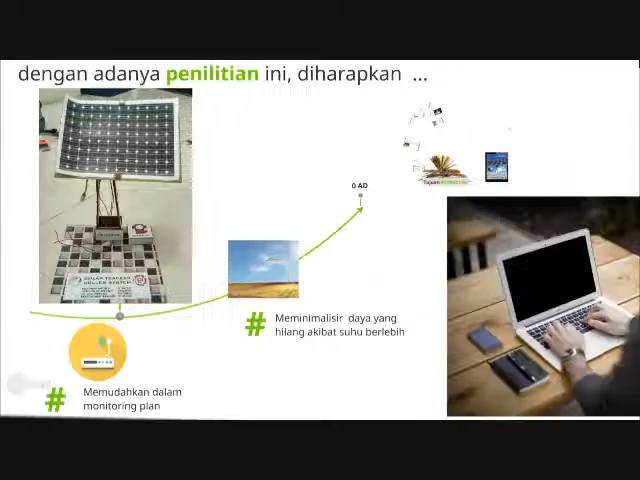 dengan adanya penilitian ini, diharapkan ...
0 AD
# Meminimalisir daya yang
hilang akibat suhu berlebih
# Memudahkan dalam
monitoring plan